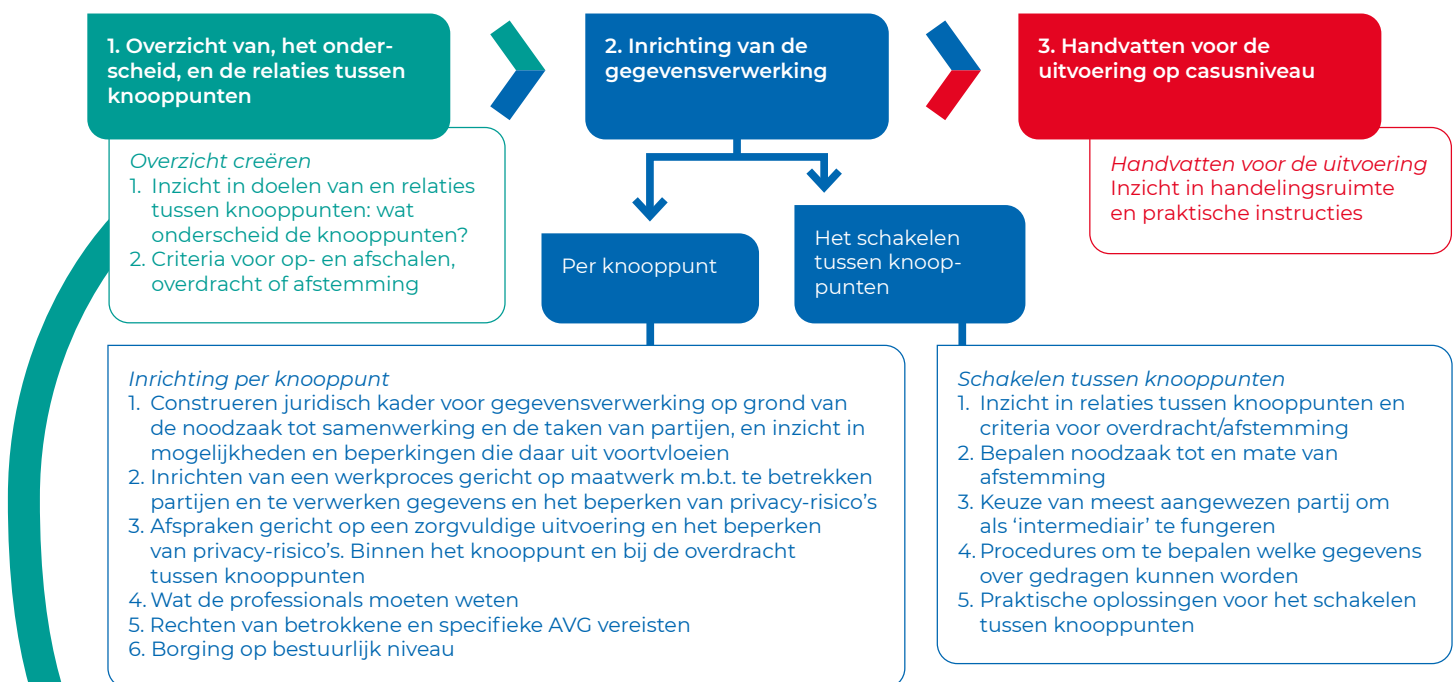 1. Overzicht van, het onder-
scheid, en de relaties tussen
knooppunten
2. Inrichting van de
gegevensverwerking
3. Handvatten voor de
uitvoering op casusniveau
Overzicht creëren
1. Inzicht in doelen van en relaties
tussen knooppunten: wat
onderscheid de knooppunten?
2. Criteria voor op- en afschalen,
overdracht of afstemming
Handvatten voor de uitvoering
Inzicht in handelingsruimte
en praktische instructies
Per knooppunt
Het schakelen
tussen knoop-
punten
Inrichting per knooppunt
1. Construeren juridisch kader voor gegevensverwerking op grond van
de noodzaak tot samenwerking en de taken van partijen, en inzicht in
mogelijkheden en beperkingen die daar uit voortvloeien
2. Inrichten van een werkproces gericht op maatwerk m.b.t. te betrekken
partijen en te verwerken gegevens en het beperken van privacy-risico’s
3. Afspraken gericht op een zorgvuldige uitvoering en het beperken
van privacy-risico’s. Binnen het knooppunt en bij de overdracht
tussen knooppunten
4. Wat de professionals moeten weten
5. Rechten van betrokkene en specifieke AVG vereisten
6. Borging op bestuurlijk niveau
Schakelen tussen knooppunten
1. Inzicht in relaties tussen knooppunten en
criteria voor overdracht/afstemming
2. Bepalen noodzaak tot en mate van
afstemming
3. Keuze van meest aangewezen partij om
als ‘intermediair’ te fungeren
4. Procedures om te bepalen welke gegevens
over gedragen kunnen worden
5. Praktische oplossingen voor het schakelen
tussen knooppunten